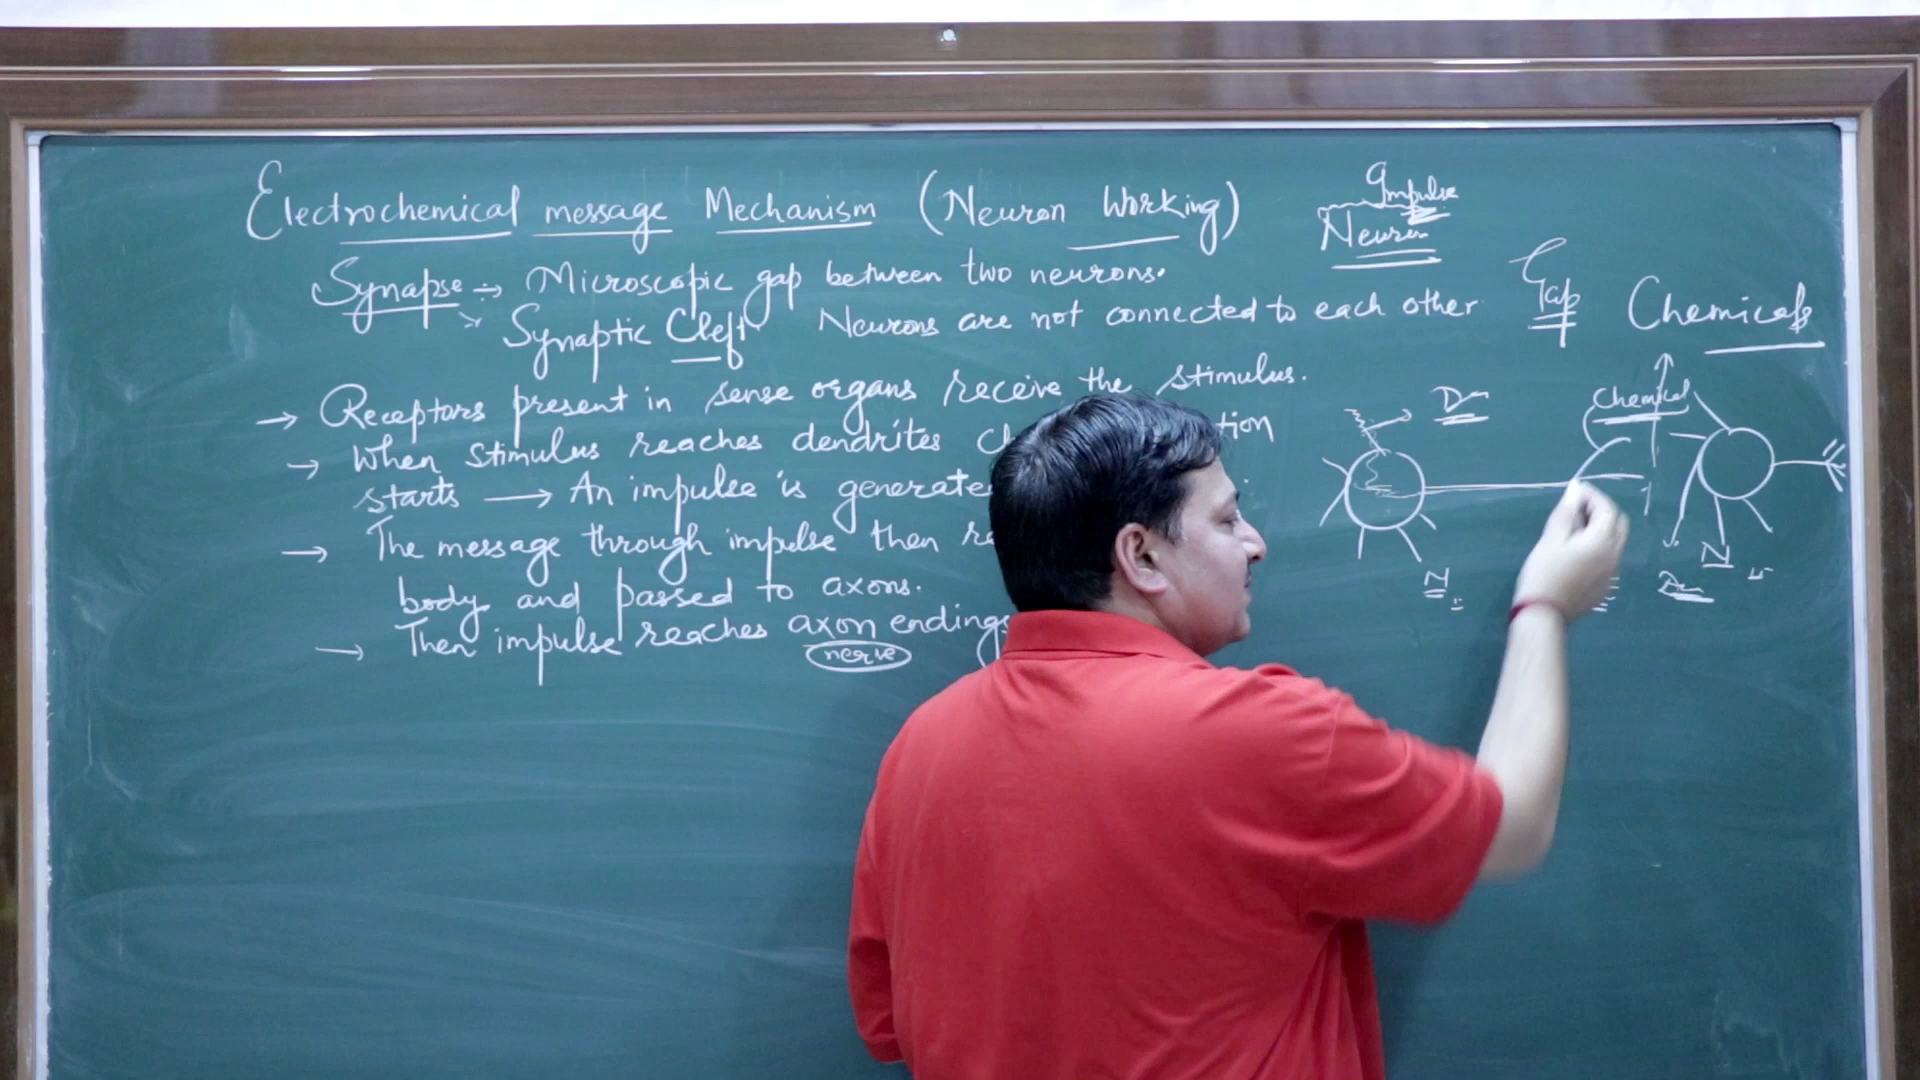 Electrochemical message Mechanism (Neuron Working)
Impulse
Neuron
Synapse :→ Microscopic gap between two neurons.
↘ Synaptic Cleft. Neurons are not connected to each other
Gap
Chemicals
→ Receptors present in sense organs receive the stimulus.
→ When stimulus reaches dendrites
starts → An impulse is generate
→ The message through impulse then
body and passed to axons.
→ Then impulse reaches axon endings
nerve
Chemical
N
N